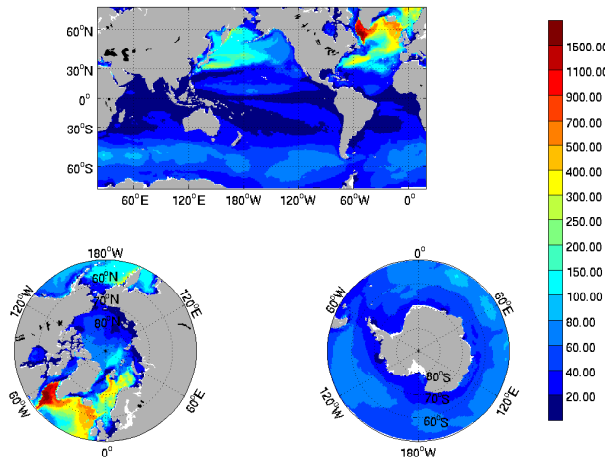 60°N
30°N
0°
30°S
60°S
60°E
120°E
180°W
120°W
60°W
0°
1500.00
1100.00
900.00
700.00
500.00
400.00
300.00
250.00
200.00
150.00
100.00
80.00
60.00
40.00
20.00
180°W
120°W
120°E
60°W
60°E
0°
60°N
70°N
80°N
0°
60°W
60°E
120°W
120°E
180°W
80°S
70°S
60°S